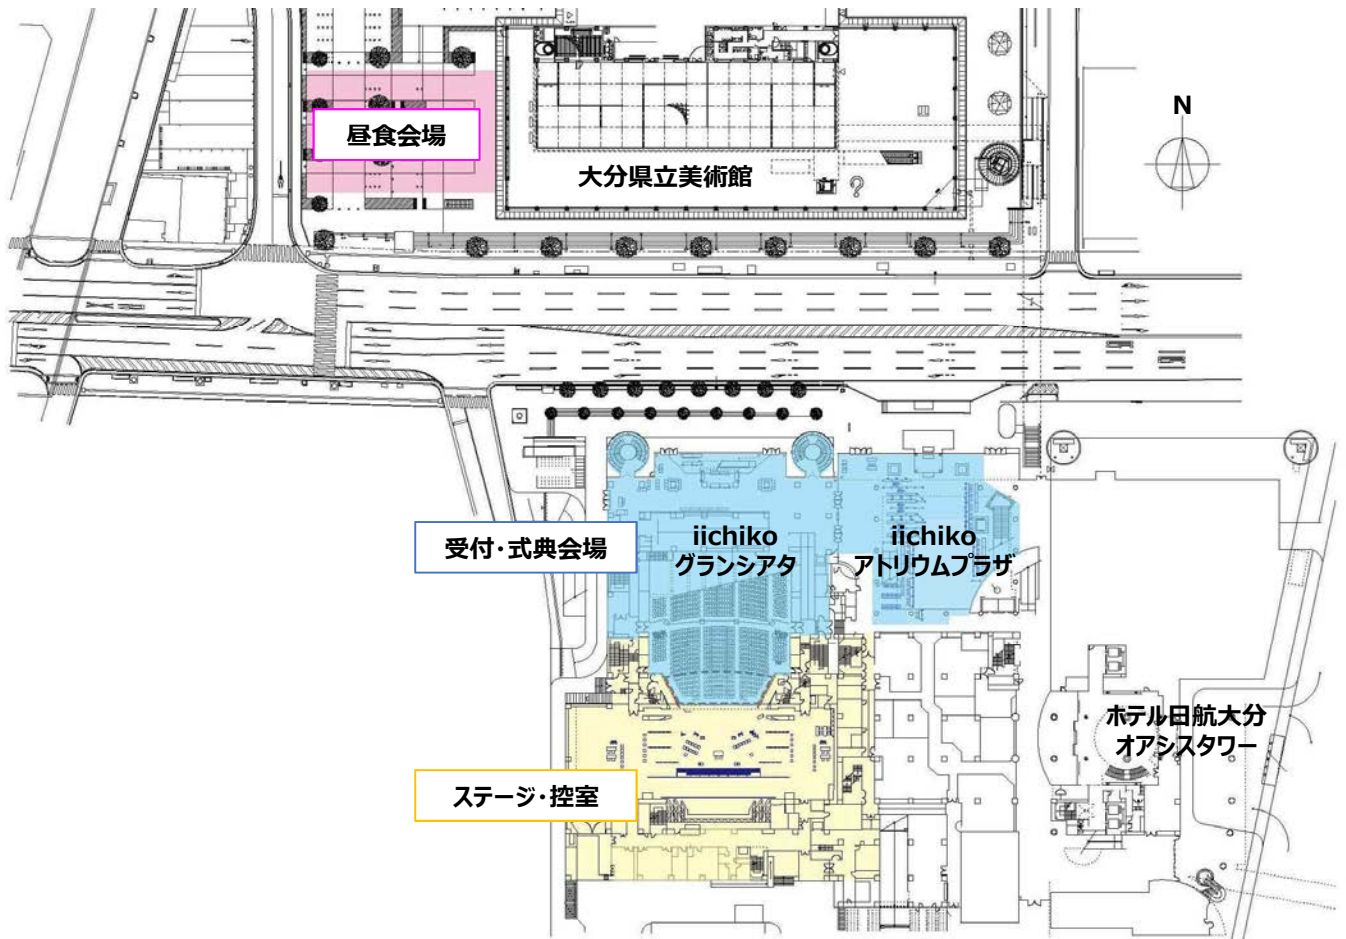 N
昼食会場
大分県立美術館
受付・式典会場
iichiko
グランシアタ
iichiko
アトリウムプラザ
ホテル日航大分
オアシスタワー
ステージ・控室